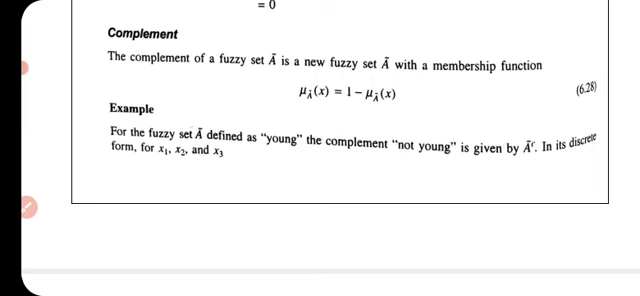 = 0
Complement
The complement of a fuzzy set Ã is a new fuzzy set Ã with a membership function
μ_Ã(x) = 1 − μ_Ã(x) (6.28)
Example
For the fuzzy set Ã defined as “young” the complement “not young” is given by Ãᶜ. In its discrete
form, for x₁, x₂, and x₃